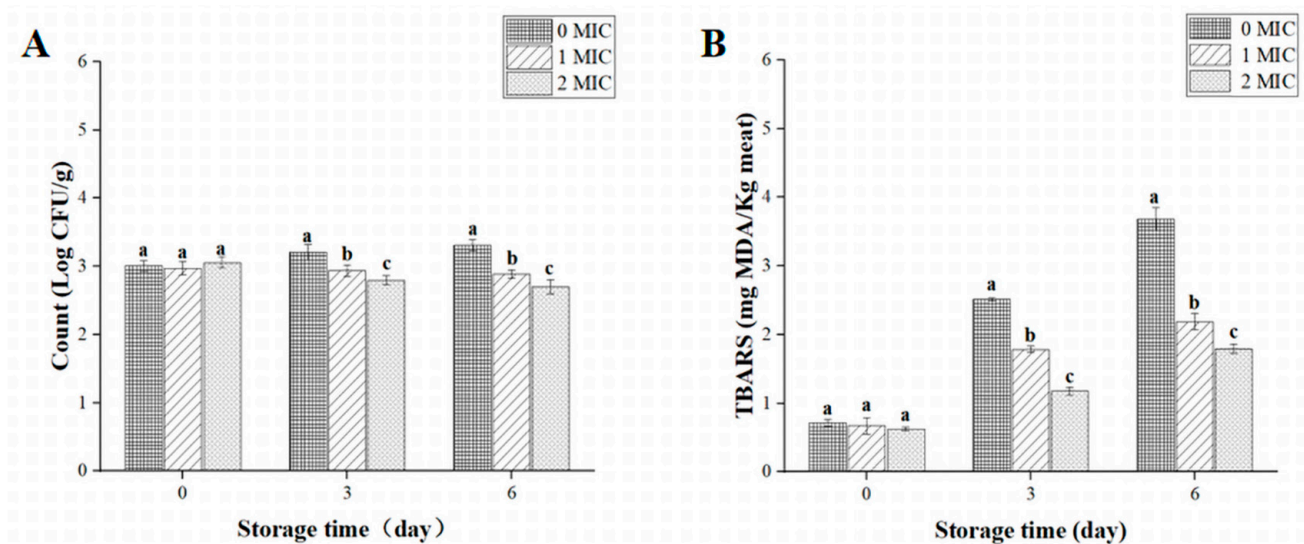 A
0 MIC
1 MIC
2 MIC
Count (Log CFU/g)
6
5
4
3
2
1
0
a a a
a b c
a b c
0 3 6
Storage time（day）
B
0 MIC
1 MIC
2 MIC
TBARS (mg MDA/Kg meat)
6
5
4
3
2
1
0
a a a
a b c
a b c
0 3 6
Storage time (day)